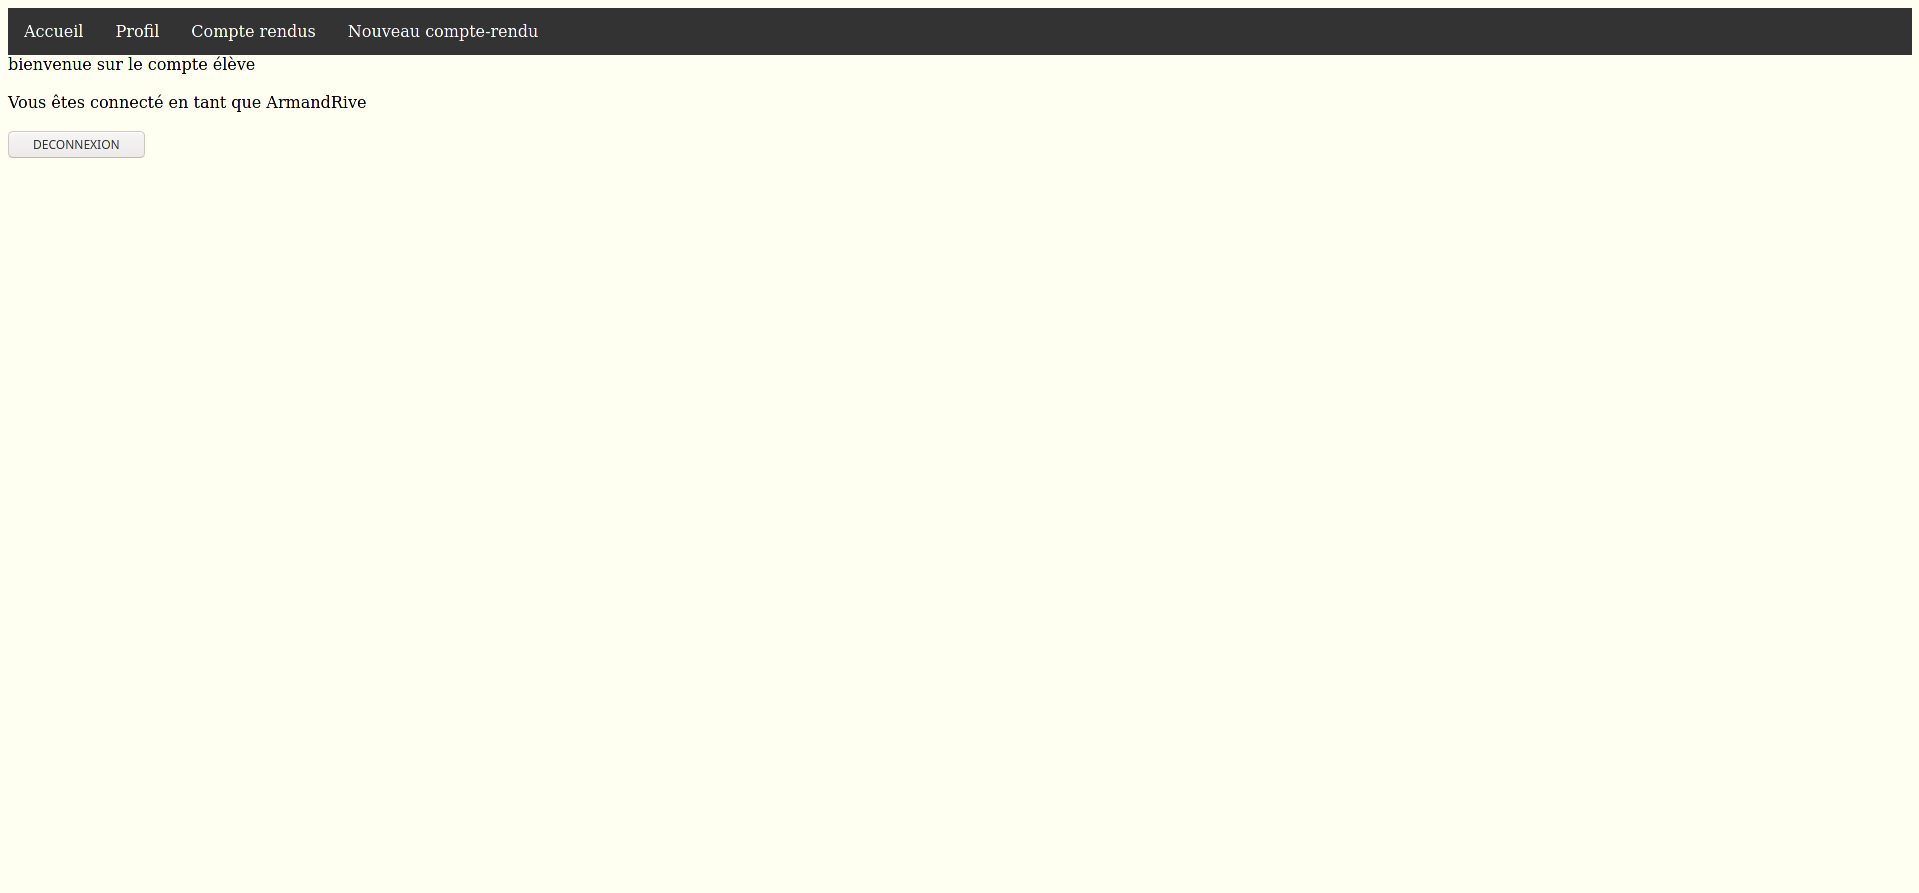 Accueil Profil Compte rendus Nouveau compte-rendu
bienvenue sur le compte élève
Vous êtes connecté en tant que ArmandRive
DECONNEXION